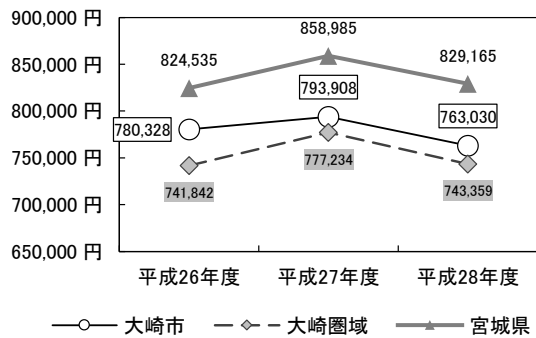 900,000 円
850,000 円
800,000 円
750,000 円
700,000 円
650,000 円
824,535
858,985
829,165
780,328
793,908
763,030
741,842
777,234
743,359
平成26年度
平成27年度
平成28年度
大崎市
大崎圏域
宮城県